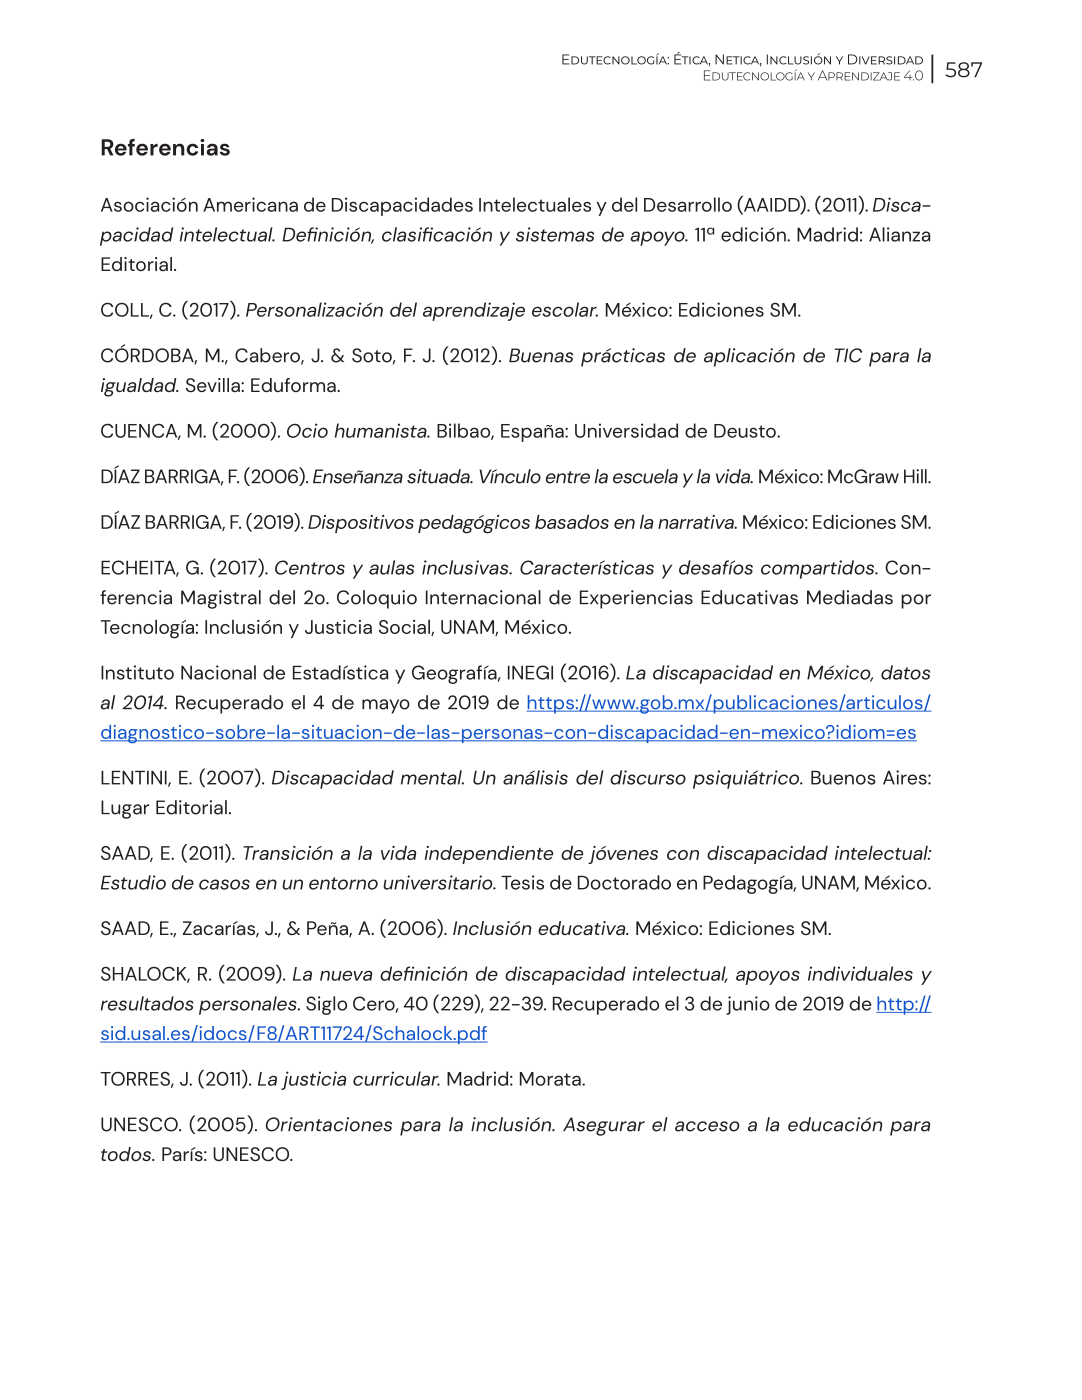 Edutecnología: Ética, Netica, Inclusión y Diversidad
Edutecnología y Aprendizaje 4.0
587
Referencias
Asociación Americana de Discapacidades Intelectuales y del Desarrollo (AAIDD). (2011). Disca-
pacidad intelectual. Definición, clasificación y sistemas de apoyo. 11ª edición. Madrid: Alianza
Editorial.
COLL, C. (2017). Personalización del aprendizaje escolar. México: Ediciones SM.
CÓRDOBA, M., Cabero, J. & Soto, F. J. (2012). Buenas prácticas de aplicación de TIC para la
igualdad. Sevilla: Eduforma.
CUENCA, M. (2000). Ocio humanista. Bilbao, España: Universidad de Deusto.
DÍAZ BARRIGA, F. (2006). Enseñanza situada. Vínculo entre la escuela y la vida. México: McGraw Hill.
DÍAZ BARRIGA, F. (2019). Dispositivos pedagógicos basados en la narrativa. México: Ediciones SM.
ECHEITA, G. (2017). Centros y aulas inclusivas. Características y desafíos compartidos. Con-
ferencia Magistral del 2o. Coloquio Internacional de Experiencias Educativas Mediadas por
Tecnología: Inclusión y Justicia Social, UNAM, México.
Instituto Nacional de Estadística y Geografía, INEGI (2016). La discapacidad en México, datos
al 2014. Recuperado el 4 de mayo de 2019 de https://www.gob.mx/publicaciones/articulos/
diagnostico-sobre-la-situacion-de-las-personas-con-discapacidad-en-mexico?idiom=es
LENTINI, E. (2007). Discapacidad mental. Un análisis del discurso psiquiátrico. Buenos Aires:
Lugar Editorial.
SAAD, E. (2011). Transición a la vida independiente de jóvenes con discapacidad intelectual:
Estudio de casos en un entorno universitario. Tesis de Doctorado en Pedagogía, UNAM, México.
SAAD, E., Zacarías, J., & Peña, A. (2006). Inclusión educativa. México: Ediciones SM.
SHALOCK, R. (2009). La nueva definición de discapacidad intelectual, apoyos individuales y
resultados personales. Siglo Cero, 40 (229), 22-39. Recuperado el 3 de junio de 2019 de http://
sid.usal.es/idocs/F8/ART11724/Schalock.pdf
TORRES, J. (2011). La justicia curricular. Madrid: Morata.
UNESCO. (2005). Orientaciones para la inclusión. Asegurar el acceso a la educación para
todos. París: UNESCO.